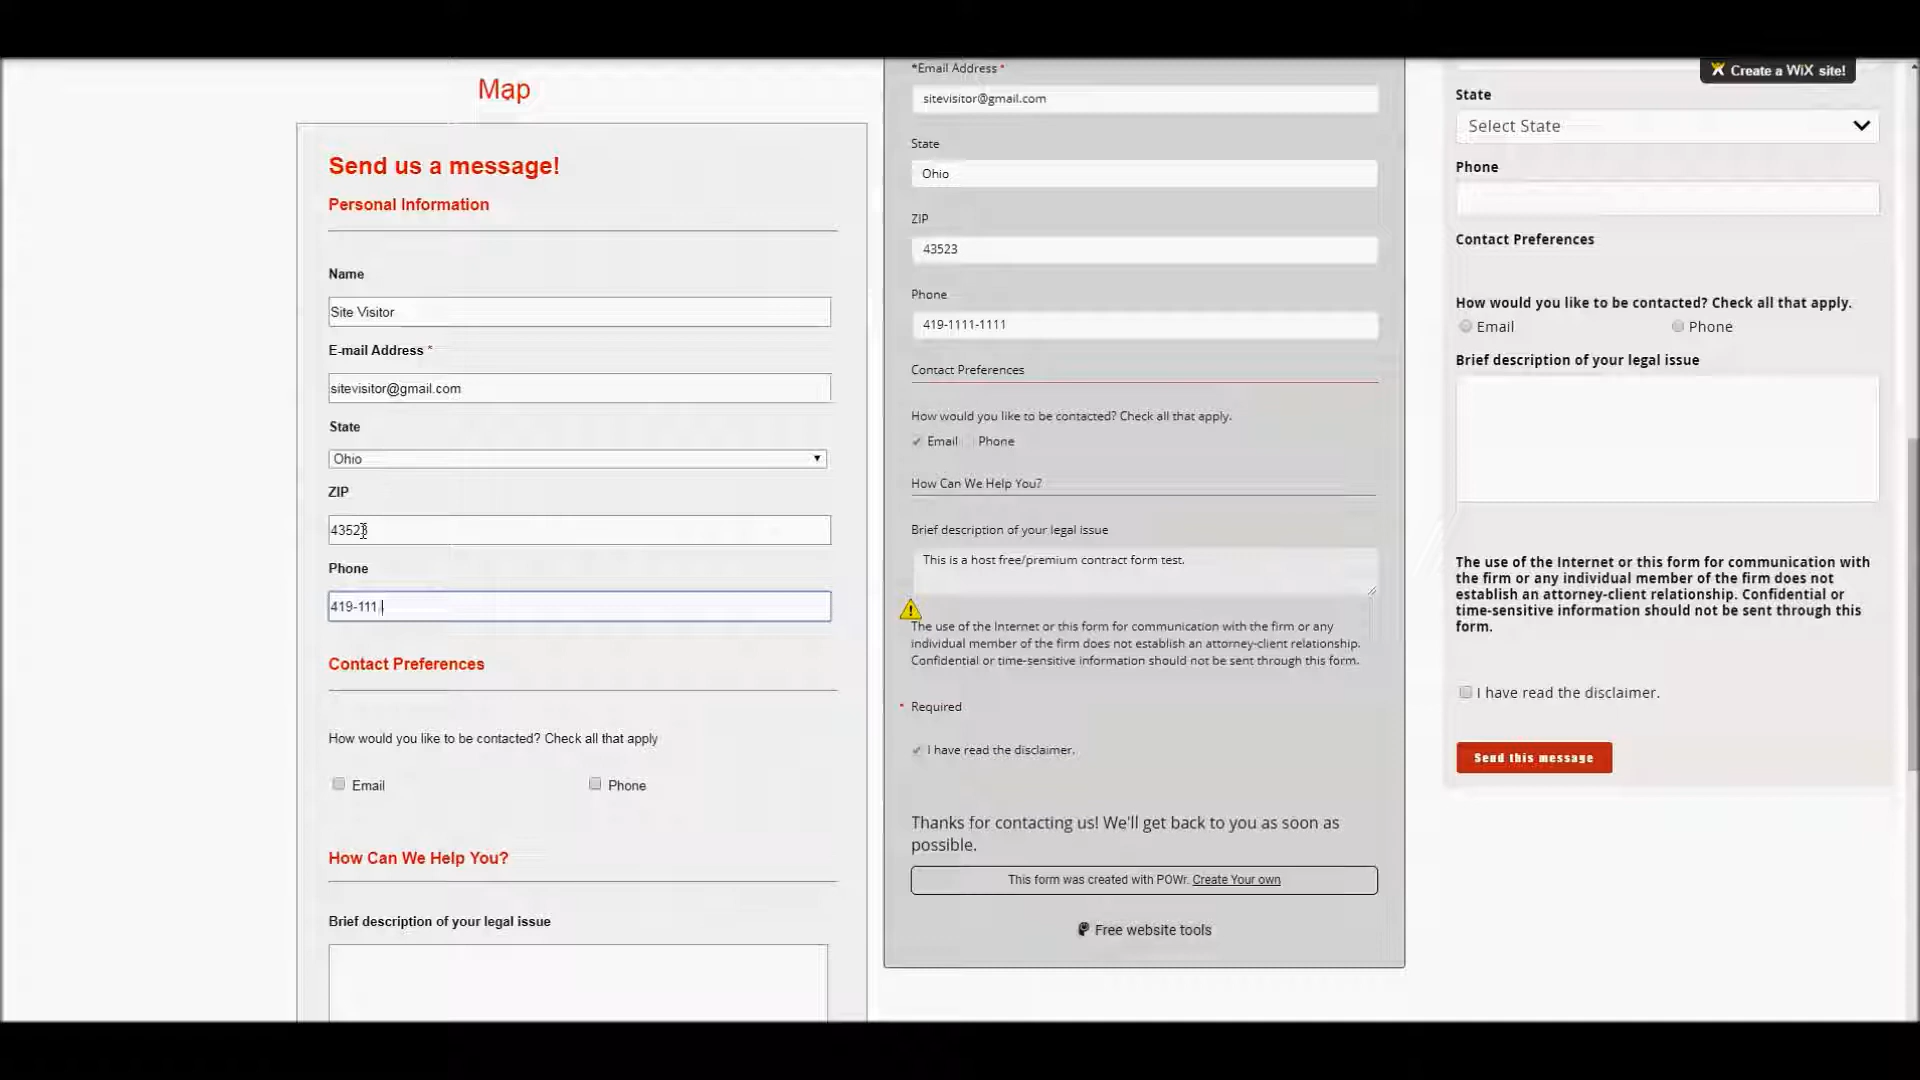 Map
Send us a message!
Personal Information
Name
Site Visitor
E-mail Address *
sitevisitor@gmail.com
State
Ohio
ZIP
43523
Phone
419-111
Contact Preferences
How would you like to be contacted? Check all that apply
Email
Phone
How Can We Help You?
Brief description of your legal issue
*Email Address *
sitevisitor@gmail.com
State
Ohio
ZIP
43523
Phone
419-1111-1111
Contact Preferences
How would you like to be contacted? Check all that apply.
Email Phone
How Can We Help You?
Brief description of your legal issue
This is a host free/premium contract form test.
The use of the Internet or this form for communication with the firm or any
individual member of the firm does not establish an attorney-client relationship.
Confidential or time-sensitive information should not be sent through this form.
* Required
I have read the disclaimer.
Thanks for contacting us! We'll get back to you as soon as
possible.
This form was created with POWr. Create Your own
Free website tools
Create a WiX site!
State
Select State
Phone
Contact Preferences
How would you like to be contacted? Check all that apply.
Email
Phone
Brief description of your legal issue
The use of the Internet or this form for communication with
the firm or any individual member of the firm does not
establish an attorney-client relationship. Confidential or
time-sensitive information should not be sent through this
form.
I have read the disclaimer.
Send this message